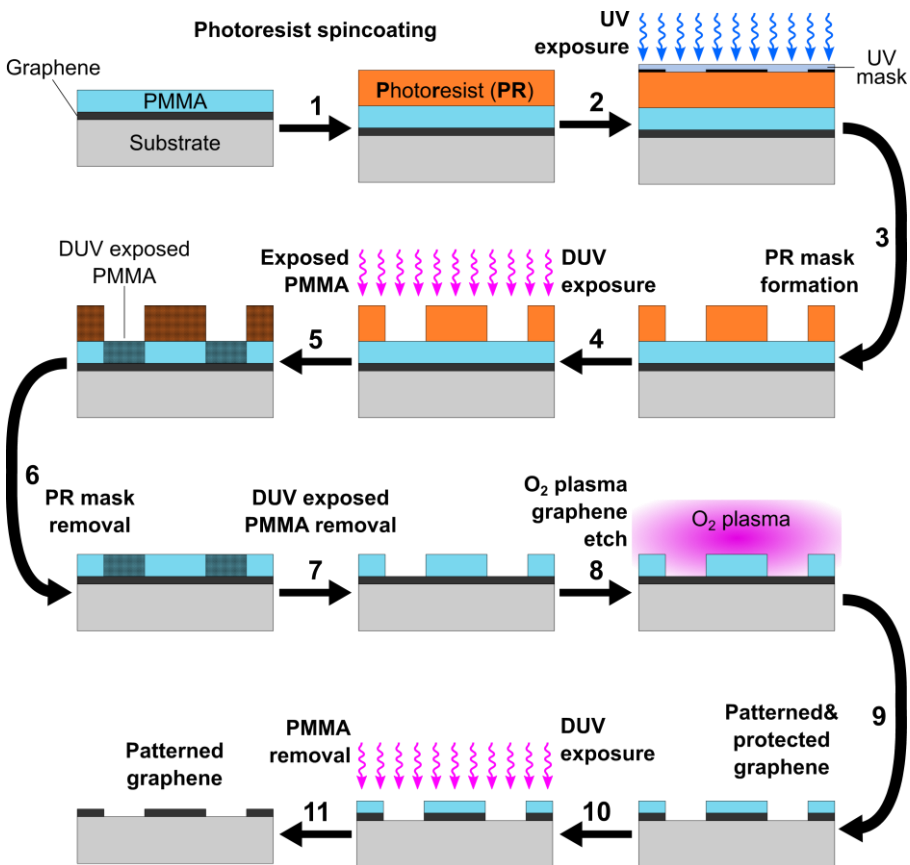 Photoresist spincoating
UV
exposure
Graphene
UV
mask
PMMA
1
Photoresist (PR)
2
Substrate
3
DUV exposed
PMMA
Exposed
PMMA
DUV
exposure
PR mask
formation
5
4
6
PR mask
removal
DUV exposed
PMMA removal
O₂ plasma
graphene
etch
O₂ plasma
7
8
9
Patterned
graphene
PMMA
removal
DUV
exposure
Patterned&
protected
graphene
11
10